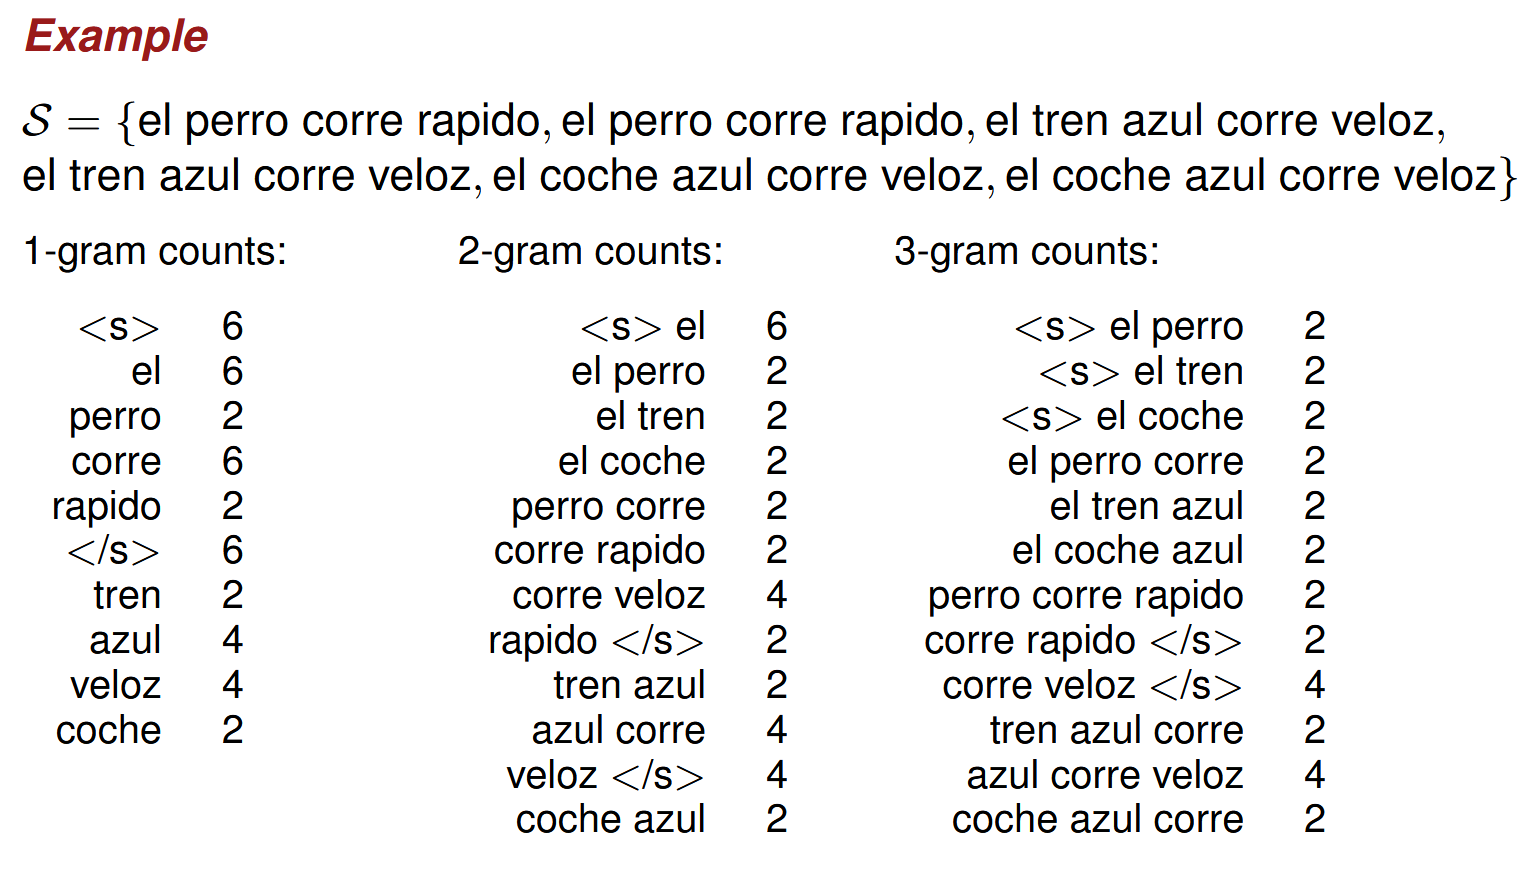 Example
𝒮 = {el perro corre rapido, el perro corre rapido, el tren azul corre veloz,
el tren azul corre veloz, el coche azul corre veloz, el coche azul corre veloz}
1-gram counts: 2-gram counts: 3-gram counts:
<s> 6 <s> el 6 <s> el perro 2
el 6 el perro 2 <s> el tren 2
perro 2 el tren 2 <s> el coche 2
corre 6 el coche 2 el perro corre 2
rapido 2 perro corre 2 el tren azul 2
</s> 6 corre rapido 2 el coche azul 2
tren 2 corre veloz 4 perro corre rapido 2
azul 4 rapido </s> 2 corre rapido </s> 2
veloz 4 tren azul 2 corre veloz </s> 4
coche 2 azul corre 4 tren azul corre 2
veloz </s> 4 azul corre veloz 4
coche azul 2 coche azul corre 2